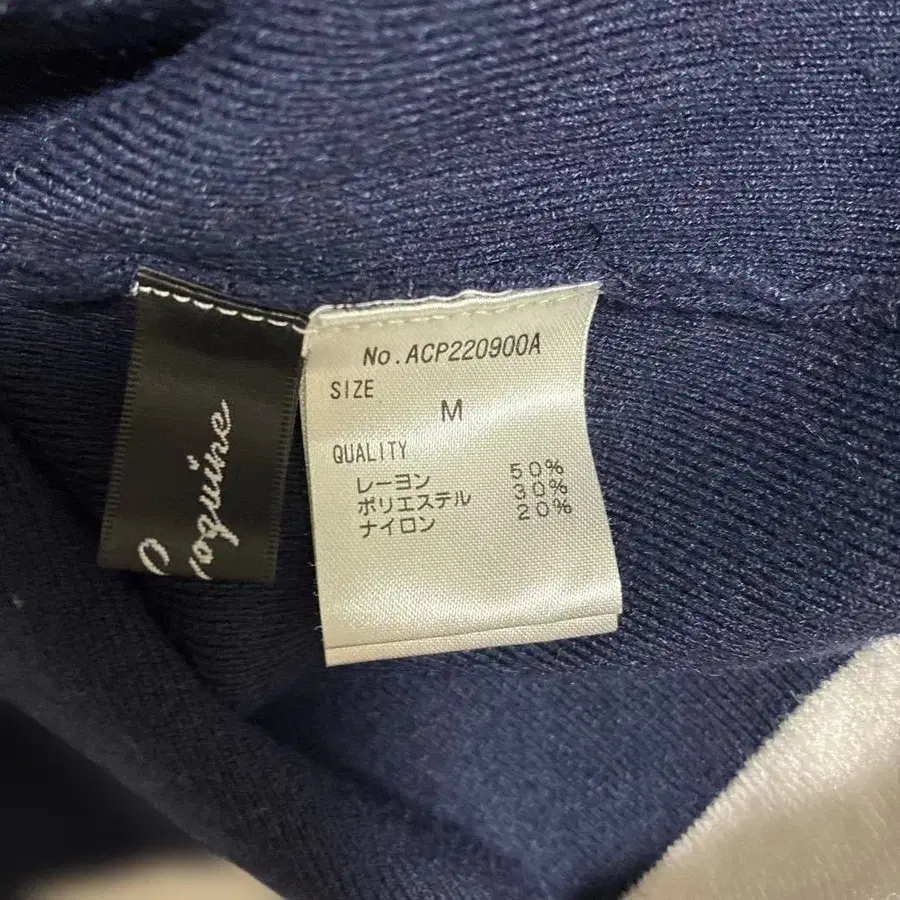 No.ACP220900A
SIZE
M
QUALITY
レーヨン 50%
ポリエステル 30%
ナイロン 20%